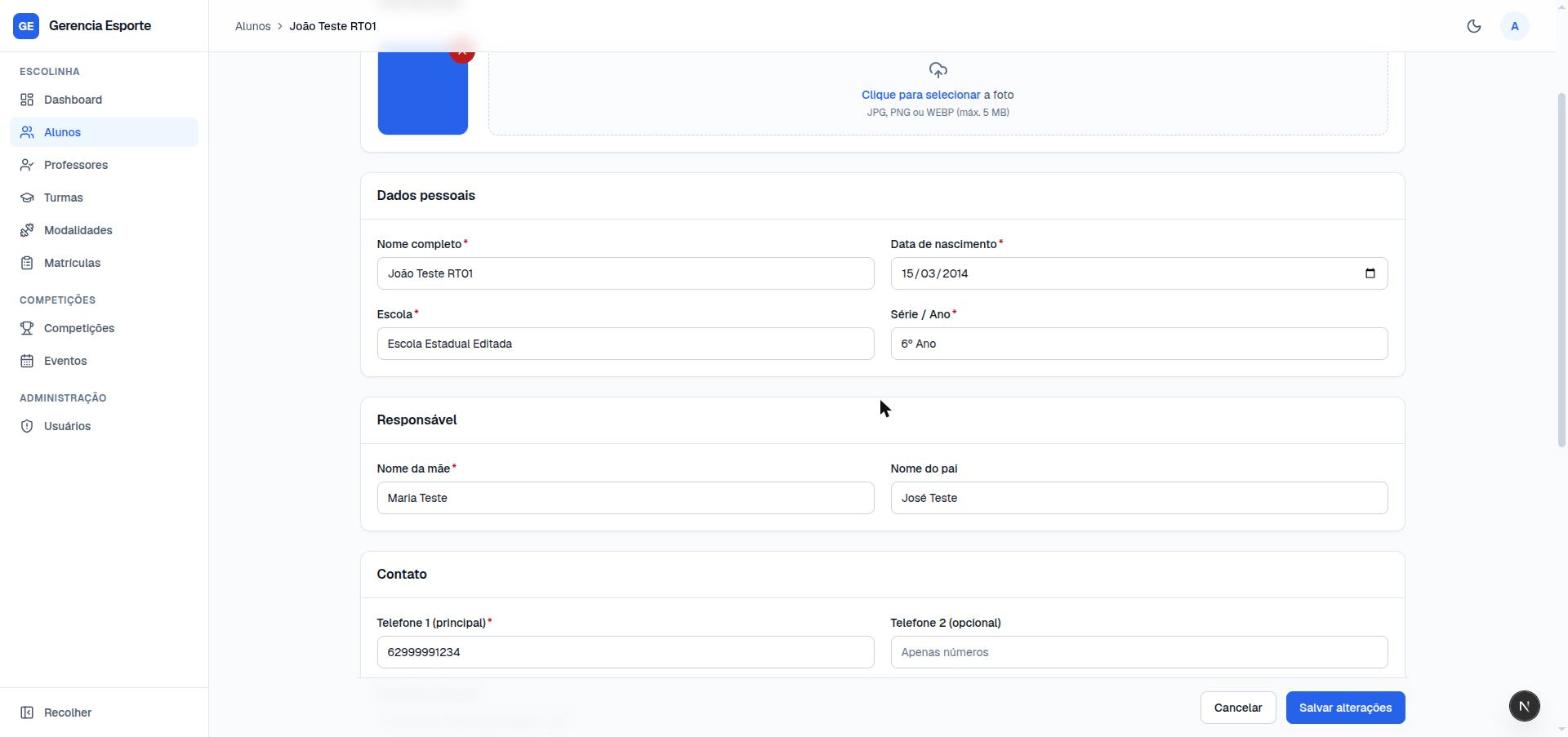 GE Gerencia Esporte
Alunos > João Teste RT01
A
ESCOLINHA
Dashboard
Alunos
Professores
Turmas
Modalidades
Matrículas
COMPETIÇÕES
Competições
Eventos
ADMINISTRAÇÃO
Usuários
Recolher
Clique para selecionar a foto
JPG, PNG ou WEBP (máx. 5 MB)
Dados pessoais
Nome completo*
Data de nascimento*
João Teste RT01
15/03/2014
Escola*
Série / Ano*
Escola Estadual Editada
6º Ano
Responsável
Nome da mãe*
Nome do pai
Maria Teste
José Teste
Contato
Telefone 1 (principal)*
Telefone 2 (opcional)
62999991234
Apenas números
Cancelar
Salvar alterações
N